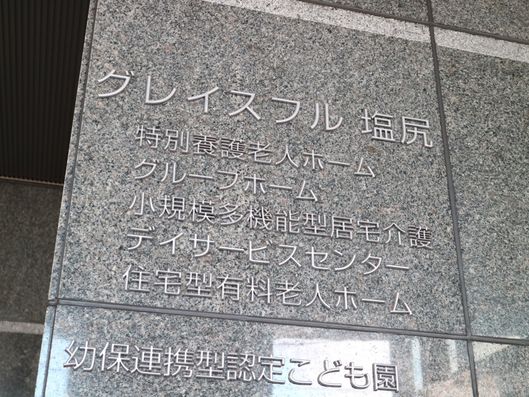 グレイスフル 塩尻
特別養護老人ホーム
グループホーム
小規模多機能型居宅介護
デイサービスセンター
住宅型有料老人ホーム
幼保連携型認定こども園